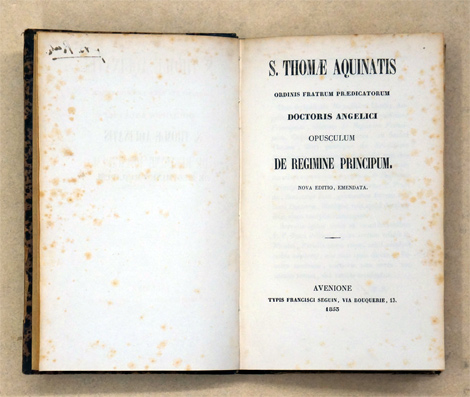 S. THOMÆ AQUINATIS
ORDINIS FRATRUM PRÆDICATORUM
DOCTORIS ANGELICI
OPUSCULUM
DE REGIMINE PRINCIPUM.
NOVA EDITIO, EMENDATA.
AVENIONE
TYPIS FRANCISCI SEGUIN, VIA BOUQUERIE, 13.
1853